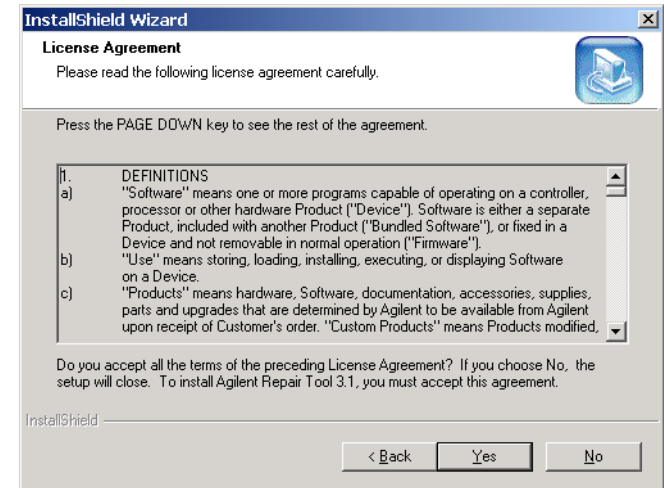 InstallShield Wizard
License Agreement
Please read the following license agreement carefully.
Press the PAGE DOWN key to see the rest of the agreement.
1. DEFINITIONS
a) "Software" means one or more programs capable of operating on a controller,
processor or other hardware Product ("Device"). Software is either a separate
Product, included with another Product ("Bundled Software"), or fixed in a
Device and not removable in normal operation ("Firmware").
b) "Use" means storing, loading, installing, executing, or displaying Software
on a Device.
c) "Products" means hardware, Software, documentation, accessories, supplies,
parts and upgrades that are determined by Agilent to be available from Agilent
upon receipt of Customer's order. "Custom Products" means Products modified,
Do you accept all the terms of the preceding License Agreement? If you choose No, the
setup will close. To install Agilent Repair Tool 3.1, you must accept this agreement.
InstallShield
< Back Yes No